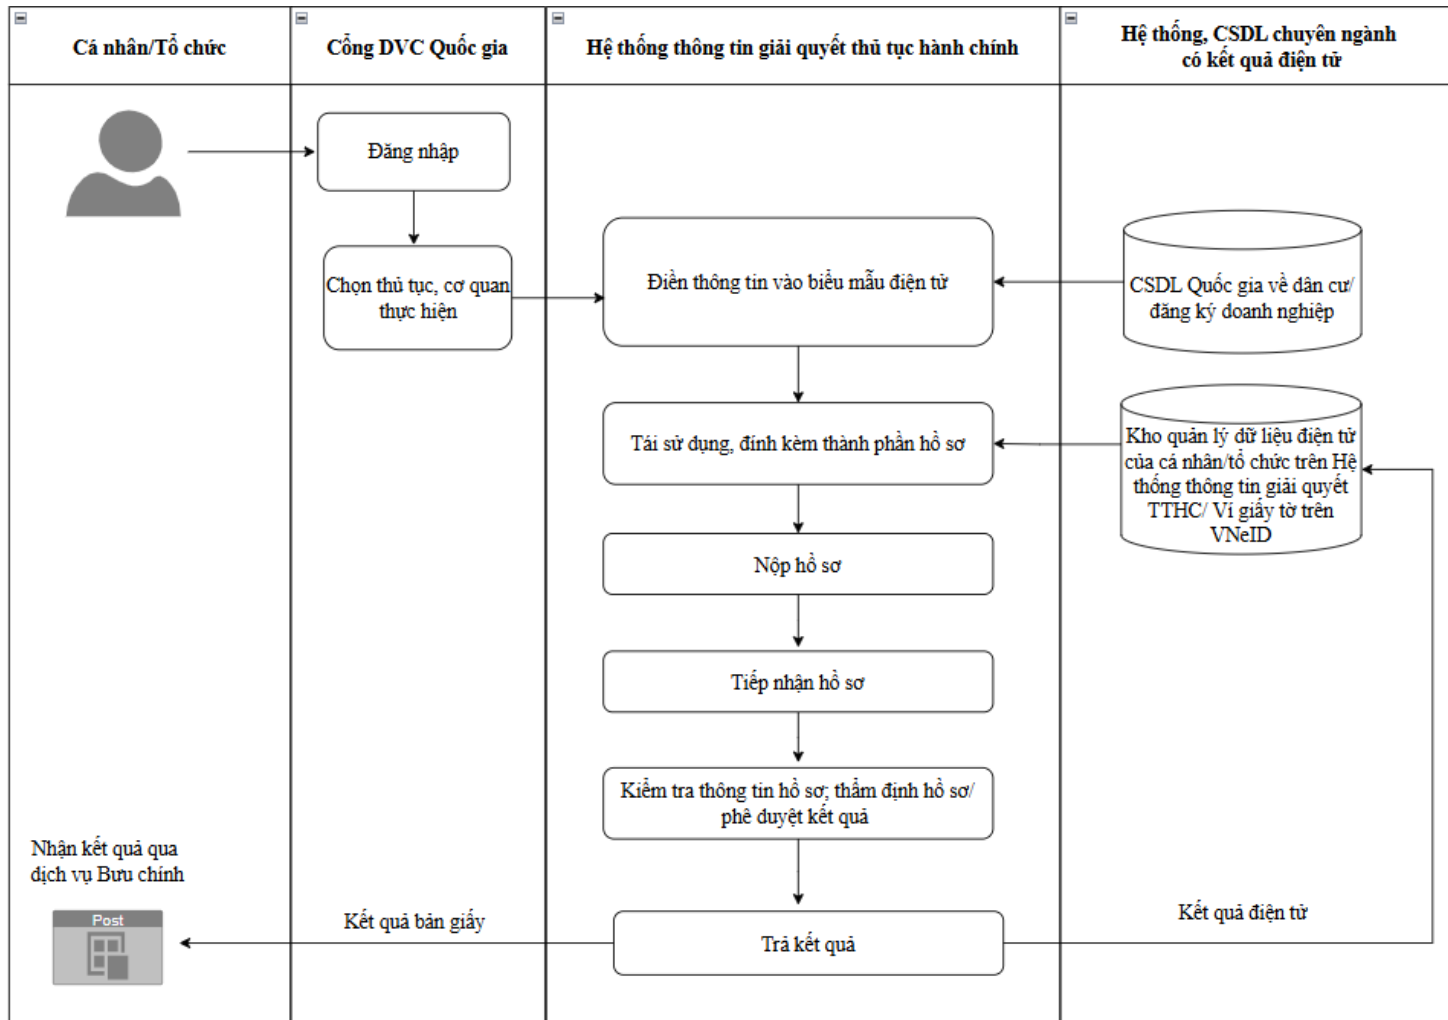 Cá nhân/Tổ chức
Cổng DVC Quốc gia
Hệ thống thông tin giải quyết thủ tục hành chính
Hệ thống, CSDL chuyên ngành
có kết quả điện tử
Đăng nhập
Chọn thủ tục, cơ quan
thực hiện
Điền thông tin vào biểu mẫu điện tử
CSDL Quốc gia về dân cư/
đăng ký doanh nghiệp
Tái sử dụng, đính kèm thành phần hồ sơ
Kho quản lý dữ liệu điện tử
của cá nhân/tổ chức trên Hệ
thống thông tin giải quyết
TTHC/ Ví giấy tờ trên
VNeID
Nộp hồ sơ
Tiếp nhận hồ sơ
Kiểm tra thông tin hồ sơ; thẩm định hồ sơ/
phê duyệt kết quả
Nhận kết quả qua
dịch vụ Bưu chính
Post
Kết quả bản giấy
Trả kết quả
Kết quả điện tử